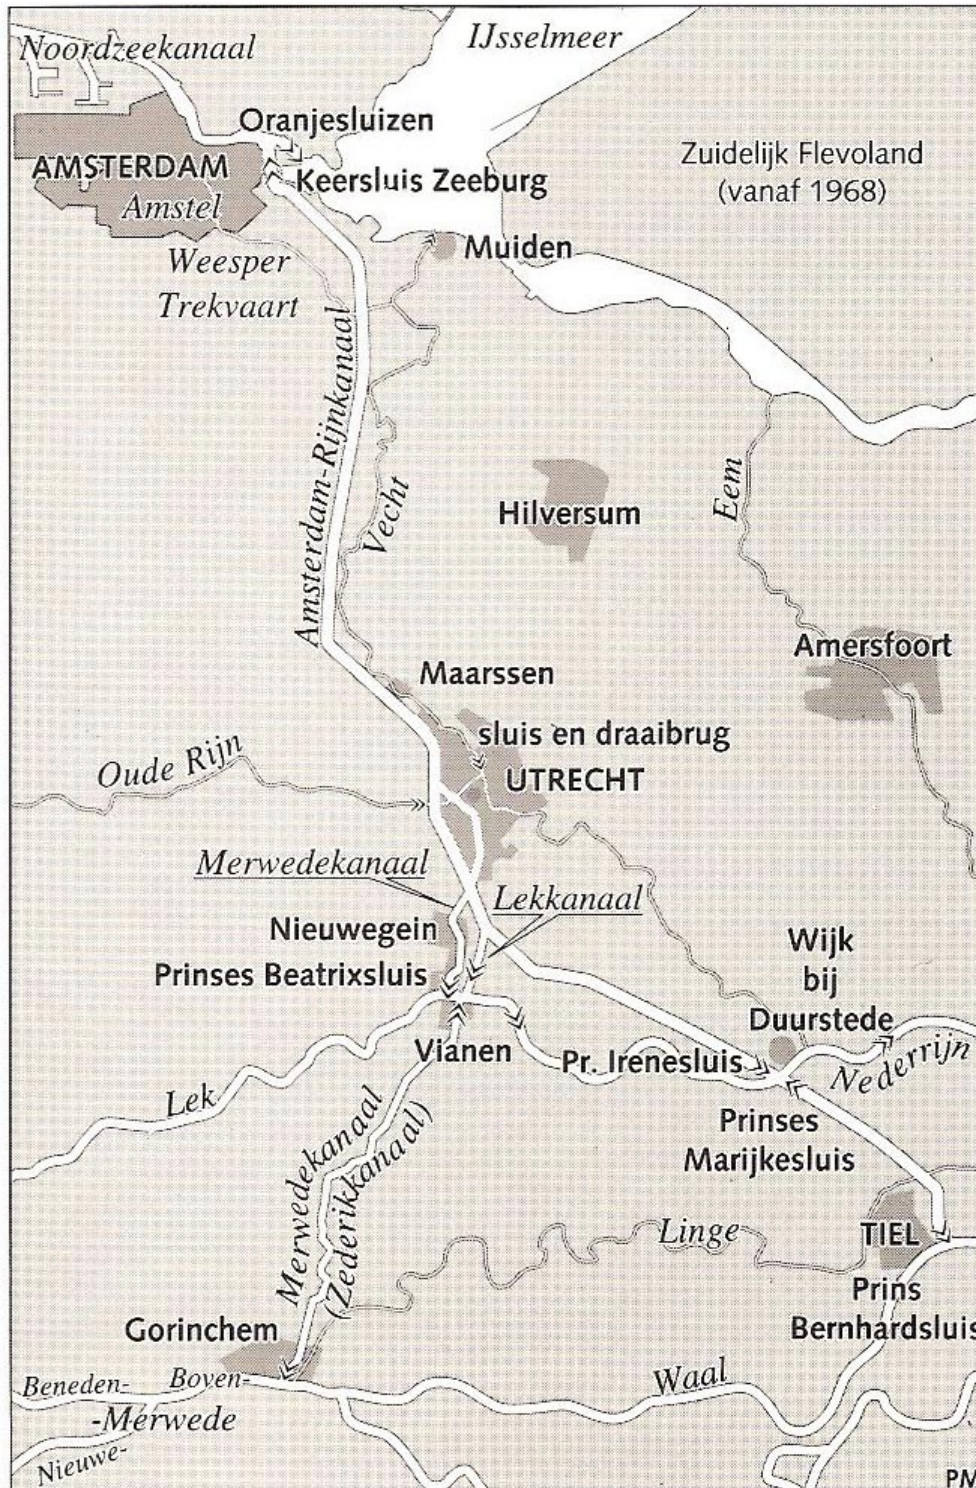 Noordzeekanaal
IJsselmeer
Oranjesluizen
Zuidelijk Flevoland
(vanaf 1968)
AMSTERDAM
Keersluis Zeeburg
Amstel
Muiden
Weesper
Trekvaart
Amsterdam-Rijnkanaal
Vecht
Eem
Hilversum
Amersfoort
Maarssen
sluis en draaibrug
UTRECHT
Oude Rijn
Merwedekanaal
Lekkanaal
Nieuwegein
Prinses Beatrixsluis
Wijk
bij
Duurstede
Vianen
Pr. Irenesluis
Nederrijn
Lek
Prinses
Marijkesluis
Merwedekanaal
(Zederikkanaal)
Linge
TIEL
Prins
Bernhardsluis
Gorinchem
Beneden-
Boven-
-Merwede
Nieuwe-
Waal
PM